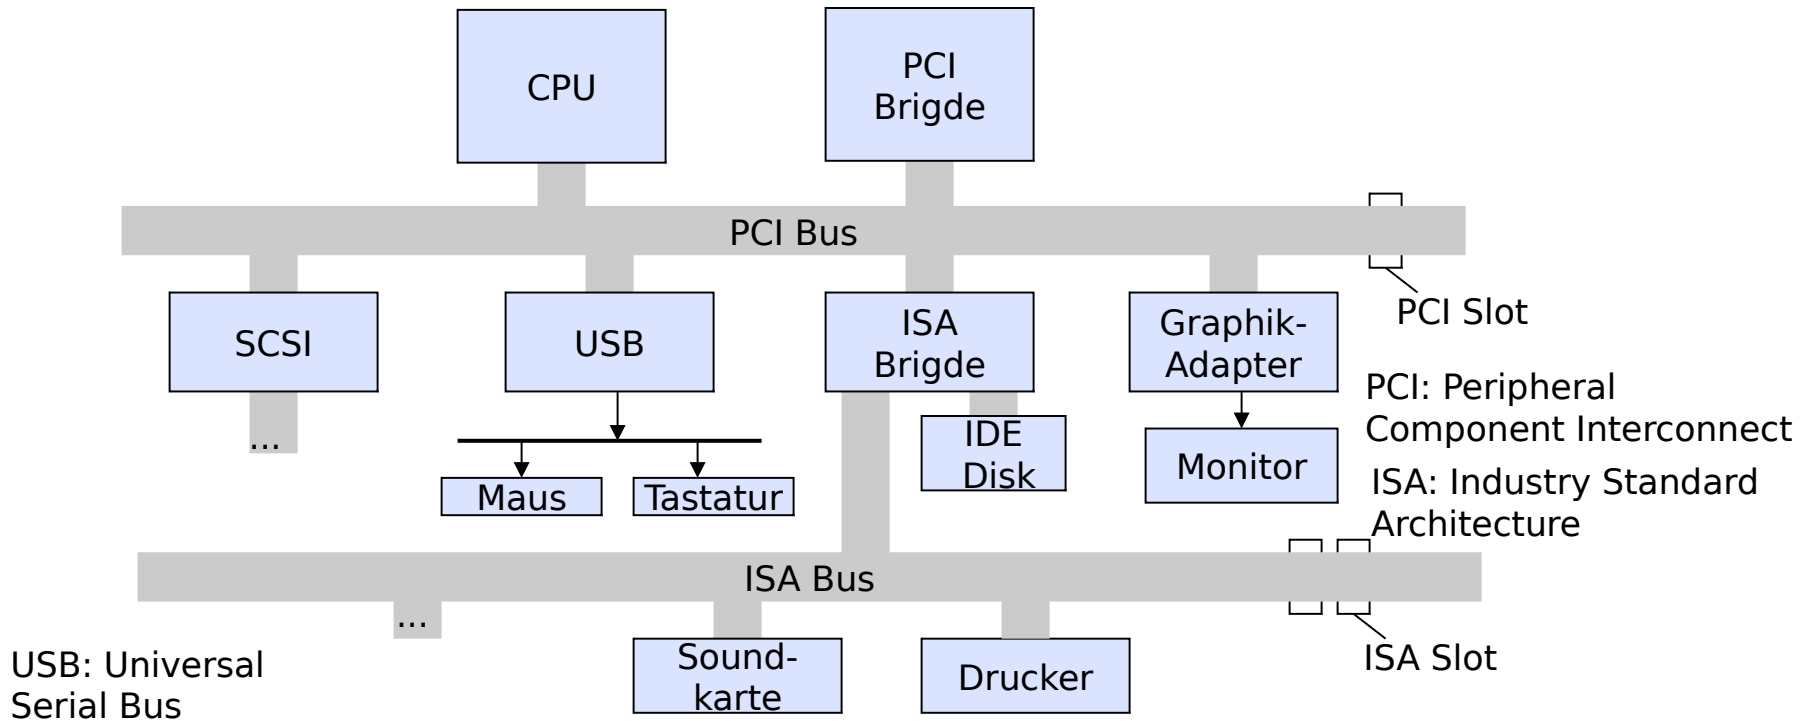 CPU
PCI
Brigde
PCI Bus
PCI Slot
SCSI
USB
ISA
Brigde
Graphik-
Adapter
PCI: Peripheral
Component Interconnect
...
IDE
Disk
Monitor
Maus
Tastatur
ISA: Industry Standard
Architecture
ISA Bus
...
ISA Slot
Sound-
karte
Drucker
USB: Universal
Serial Bus